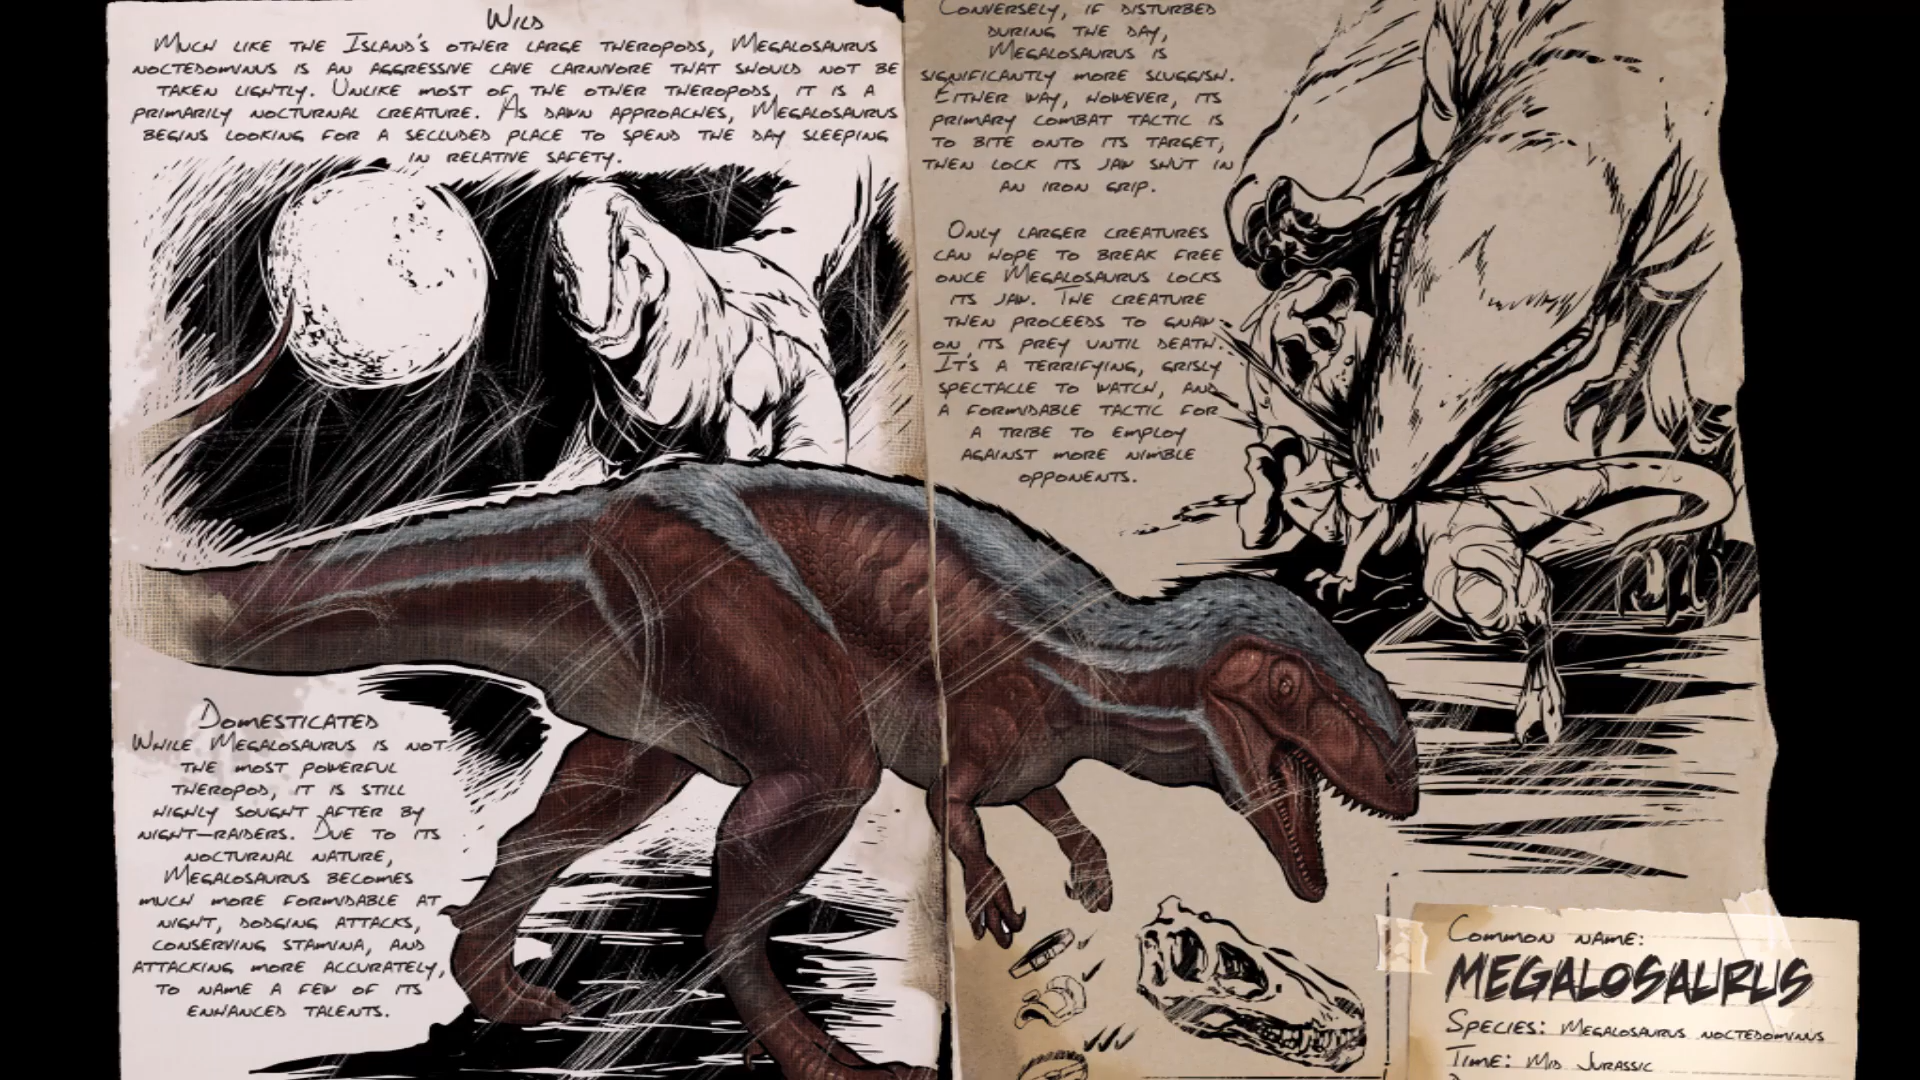 Wild
Much like the Island's other large theropods, Megalosaurus
noctedominus is an aggressive cave carnivore that should not be
taken lightly. Unlike most of the other theropods, it is a
primarily nocturnal creature. As dawn approaches, Megalosaurus
begins looking for a secluded place to spend the day sleeping
in relative safety.
Conversely, if disturbed
during the day,
Megalosaurus is
significantly more sluggish.
Either way, however, its
primary combat tactic is
to bite onto its target,
then lock its jaw shut in
an iron grip.
Only larger creatures
can hope to break free
once Megalosaurus locks
its jaw. The creature
then proceeds to gnaw
on its prey until death.
It's a terrifying, grisly
spectacle to watch, and
a formidable tactic for
a tribe to employ
against more nimble
opponents.
Domesticated
While Megalosaurus is not
the most powerful
theropod, it is still
highly sought after by
night-raiders. Due to its
nocturnal nature,
Megalosaurus becomes
much more formidable at
night, dodging attacks,
conserving stamina, and
attacking more accurately,
to name a few of its
enhanced talents.
Common name:
MEGALOSAURUS
Species: Megalosaurus noctedominus
Time: Mid Jurassic